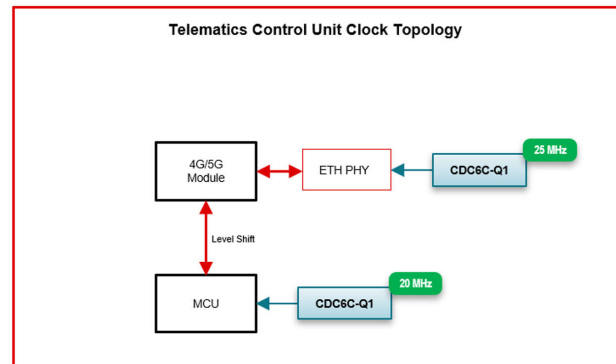 Telematics Control Unit Clock Topology
25 MHz
4G/5G
Module
ETH PHY
CDC6C-Q1
Level Shift
20 MHz
MCU
CDC6C-Q1